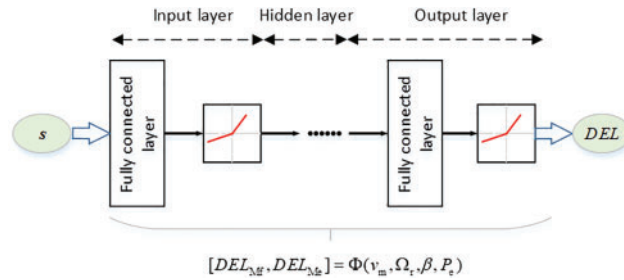 Input layer Hidden layer Output layer
s
Fully connected
layer
......
Fully connected
layer
DEL
[DEL_Mf, DEL_Me] = Φ(v_m, Ω_r, β, P_e)